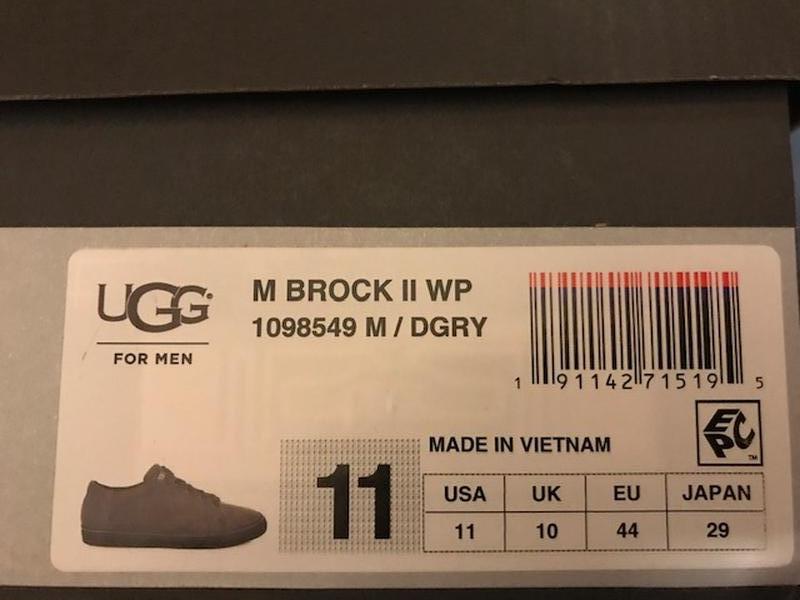 UGG®
FOR MEN
M BROCK II WP
1098549 M / DGRY
1 91142 71519 5
EPC™
MADE IN VIETNAM
11
USA UK EU JAPAN
11 10 44 29